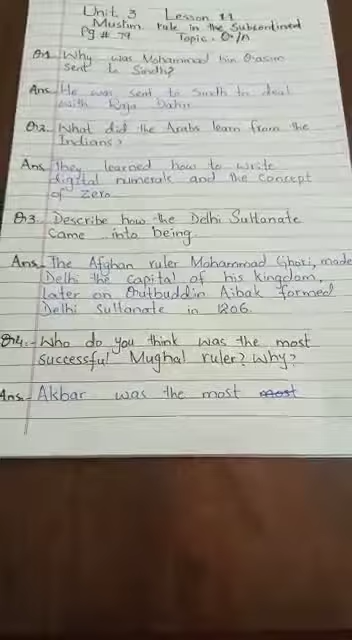 Unit 3 Lesson 11
Muslim rule in the Subcontinent
Pg # 79 Topic: Q/A
Q1. Why was Mohammad bin Qasim
sent to Sindh?
Ans. He was sent to Sindh to deal
with Raja Dahir
Q2. What did the Arabs learn from the
Indians?
Ans. They learned how to write
digital numerals and the concept
of Zero.
Q3. Describe how the Delhi Sultanate
came into being.
Ans. The Afghan ruler Mohammad Ghori, made
Delhi the capital of his kingdom,
Later on Qutbuddin Aibak formed
Delhi Sultanate in 1206.
Q4. Who do you think was the most
successful Mughal ruler? Why?
Ans. Akbar was the most most